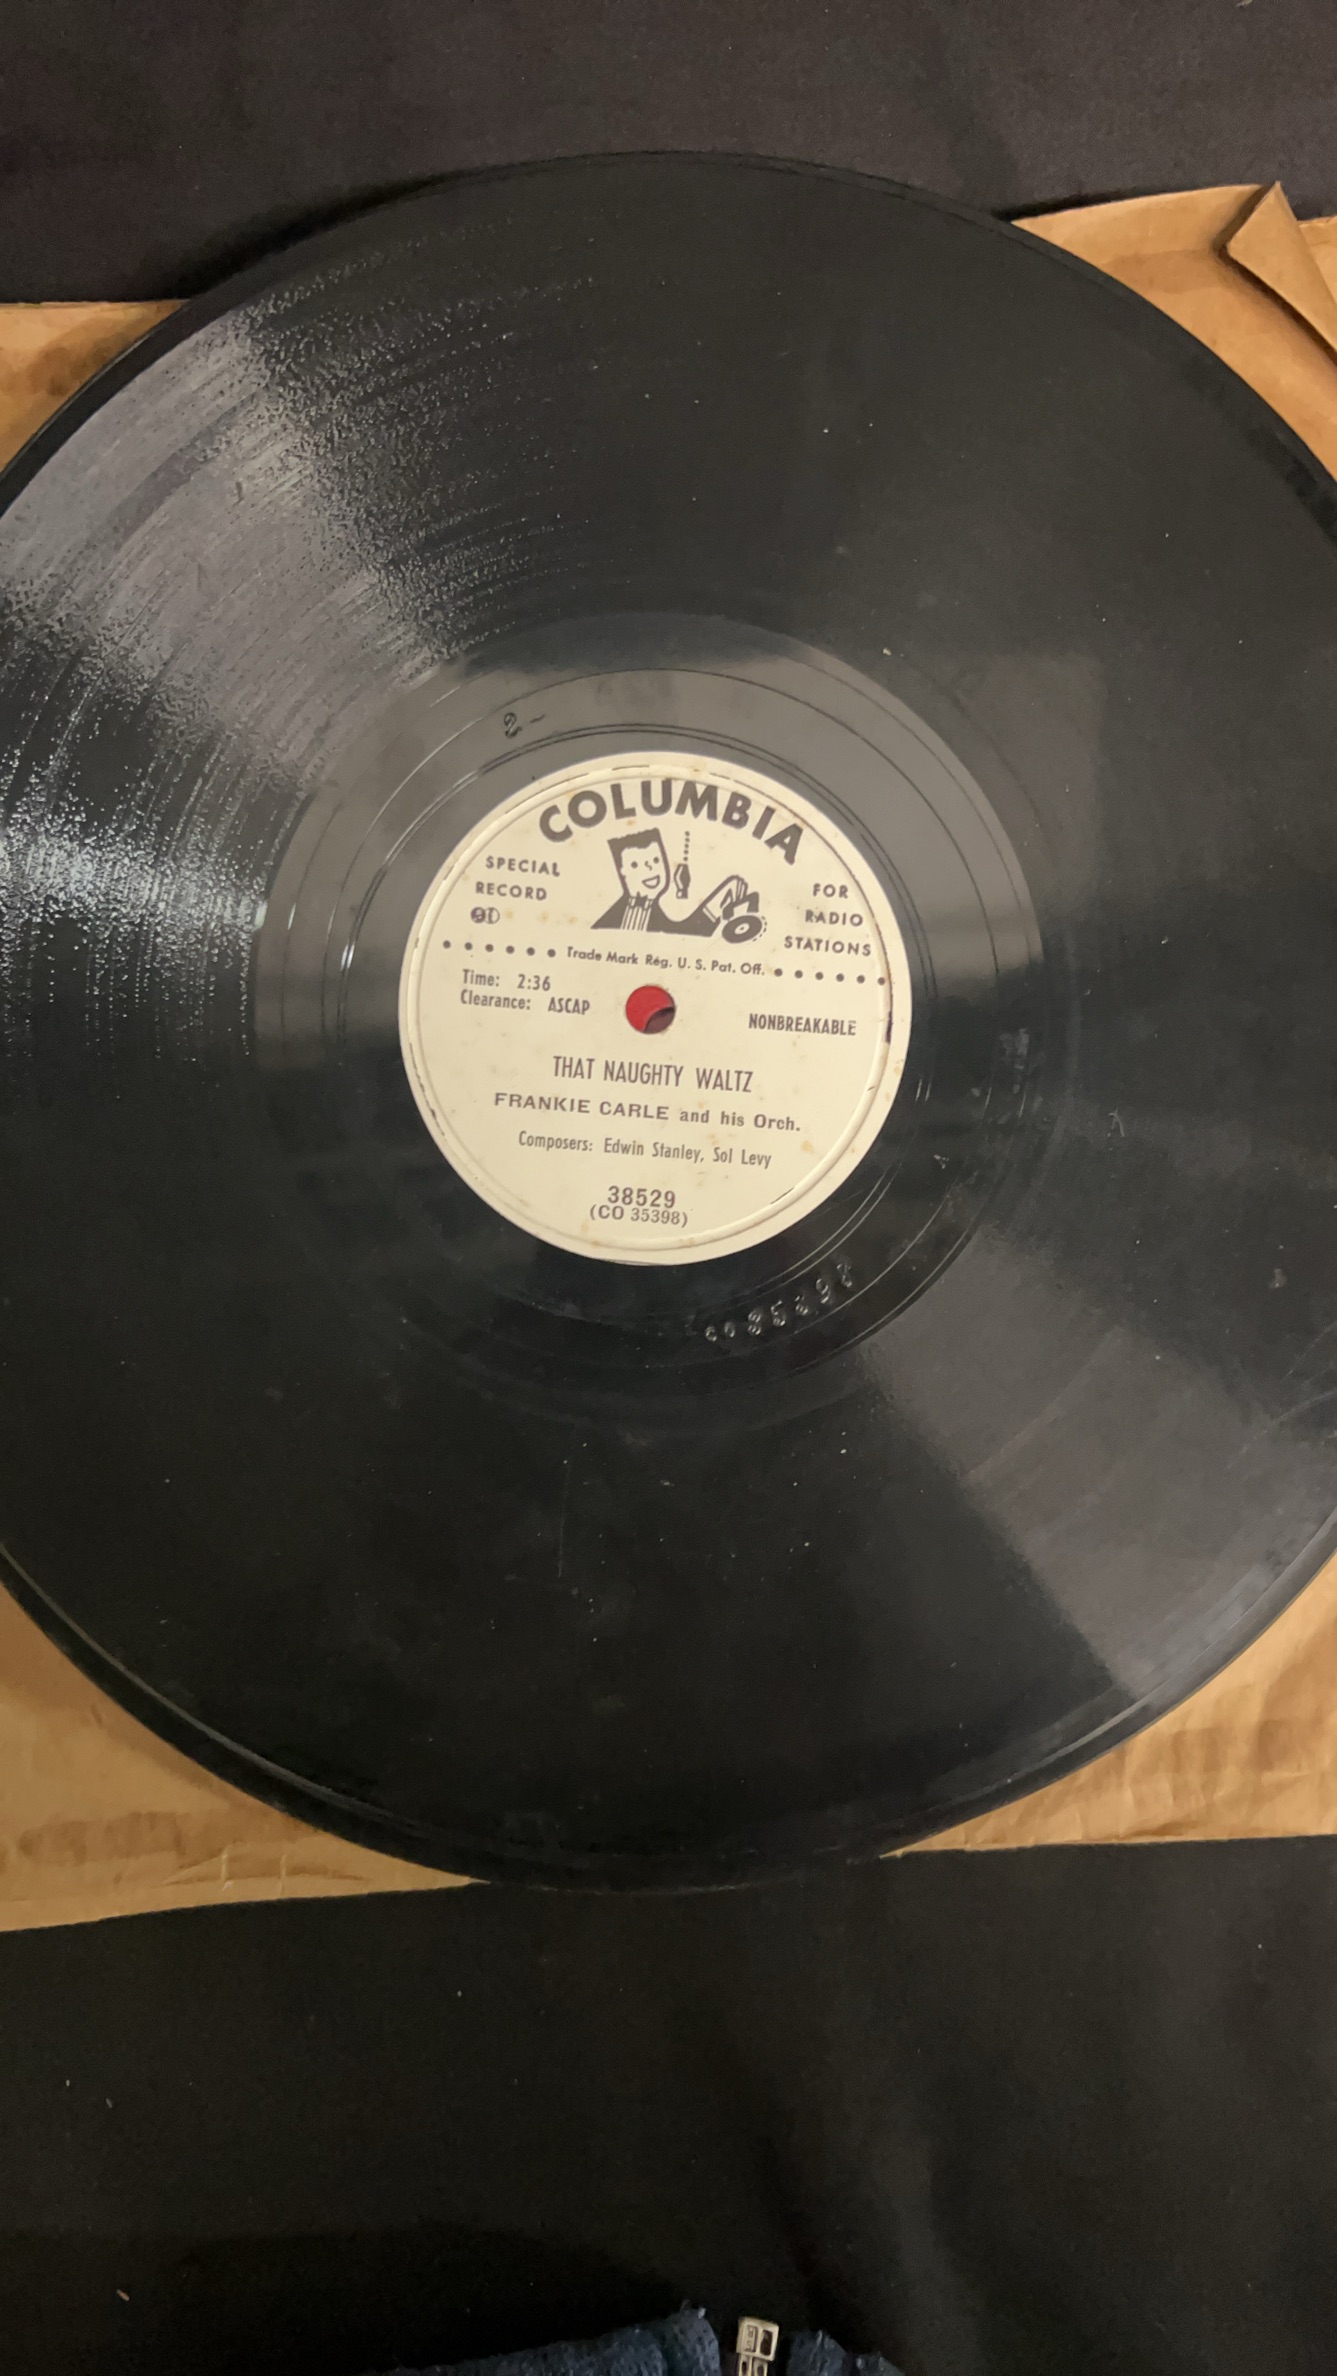 2-
COLUMBIA
SPECIAL
RECORD
FOR
RADIO
STATIONS
Trade Mark Reg. U. S. Pat. Off.
Time: 2:36
Clearance: ASCAP
NONBREAKABLE
THAT NAUGHTY WALTZ
FRANKIE CARLE and his Orch.
Composers: Edwin Stanley, Sol Levy
38529
(CO 35398)